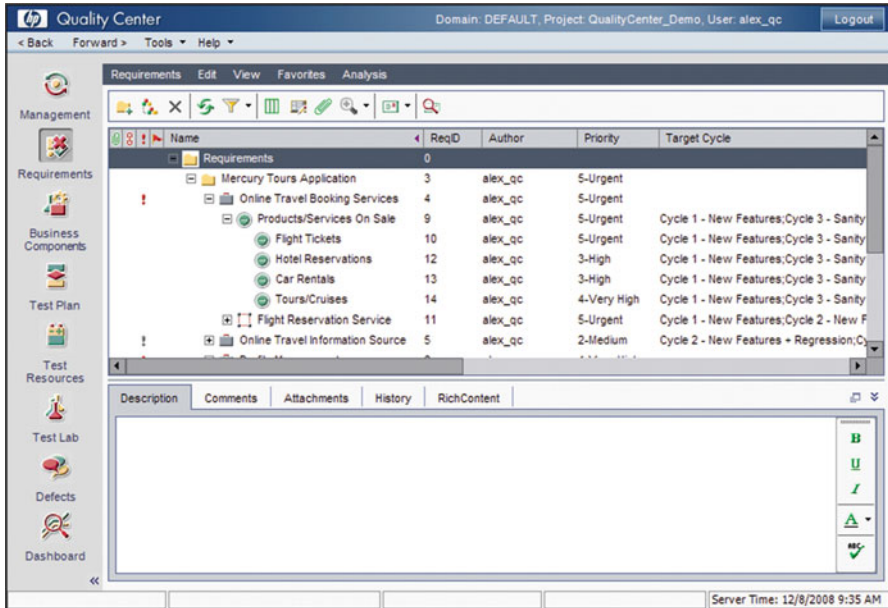 hp Quality Center
Domain: DEFAULT, Project: QualityCenter_Demo, User: alex_qc
Logout
< Back Forward > Tools Help
Management
Requirements
Business Components
Test Plan
Test Resources
Test Lab
Defects
Dashboard
Requirements Edit View Favorites Analysis
Name ReqID Author Priority Target Cycle
Requirements 0
Mercury Tours Application 3 alex_qc 5-Urgent
Online Travel Booking Services 4 alex_qc 5-Urgent
Products/Services On Sale 9 alex_qc 5-Urgent Cycle 1 - New Features;Cycle 3 - Sanity
Flight Tickets 10 alex_qc 5-Urgent Cycle 1 - New Features;Cycle 3 - Sanity
Hotel Reservations 12 alex_qc 3-High Cycle 1 - New Features;Cycle 3 - Sanity
Car Rentals 13 alex_qc 3-High Cycle 1 - New Features;Cycle 3 - Sanity
Tours/Cruises 14 alex_qc 4-Very High Cycle 1 - New Features;Cycle 3 - Sanity
Flight Reservation Service 11 alex_qc 5-Urgent Cycle 1 - New Features;Cycle 2 - New F
Online Travel Information Source 5 alex_qc 2-Medium Cycle 2 - New Features + Regression;Cy
Description Comments Attachments History RichContent
B
U
I
A
ABC
Server Time: 12/8/2008 9:35 AM